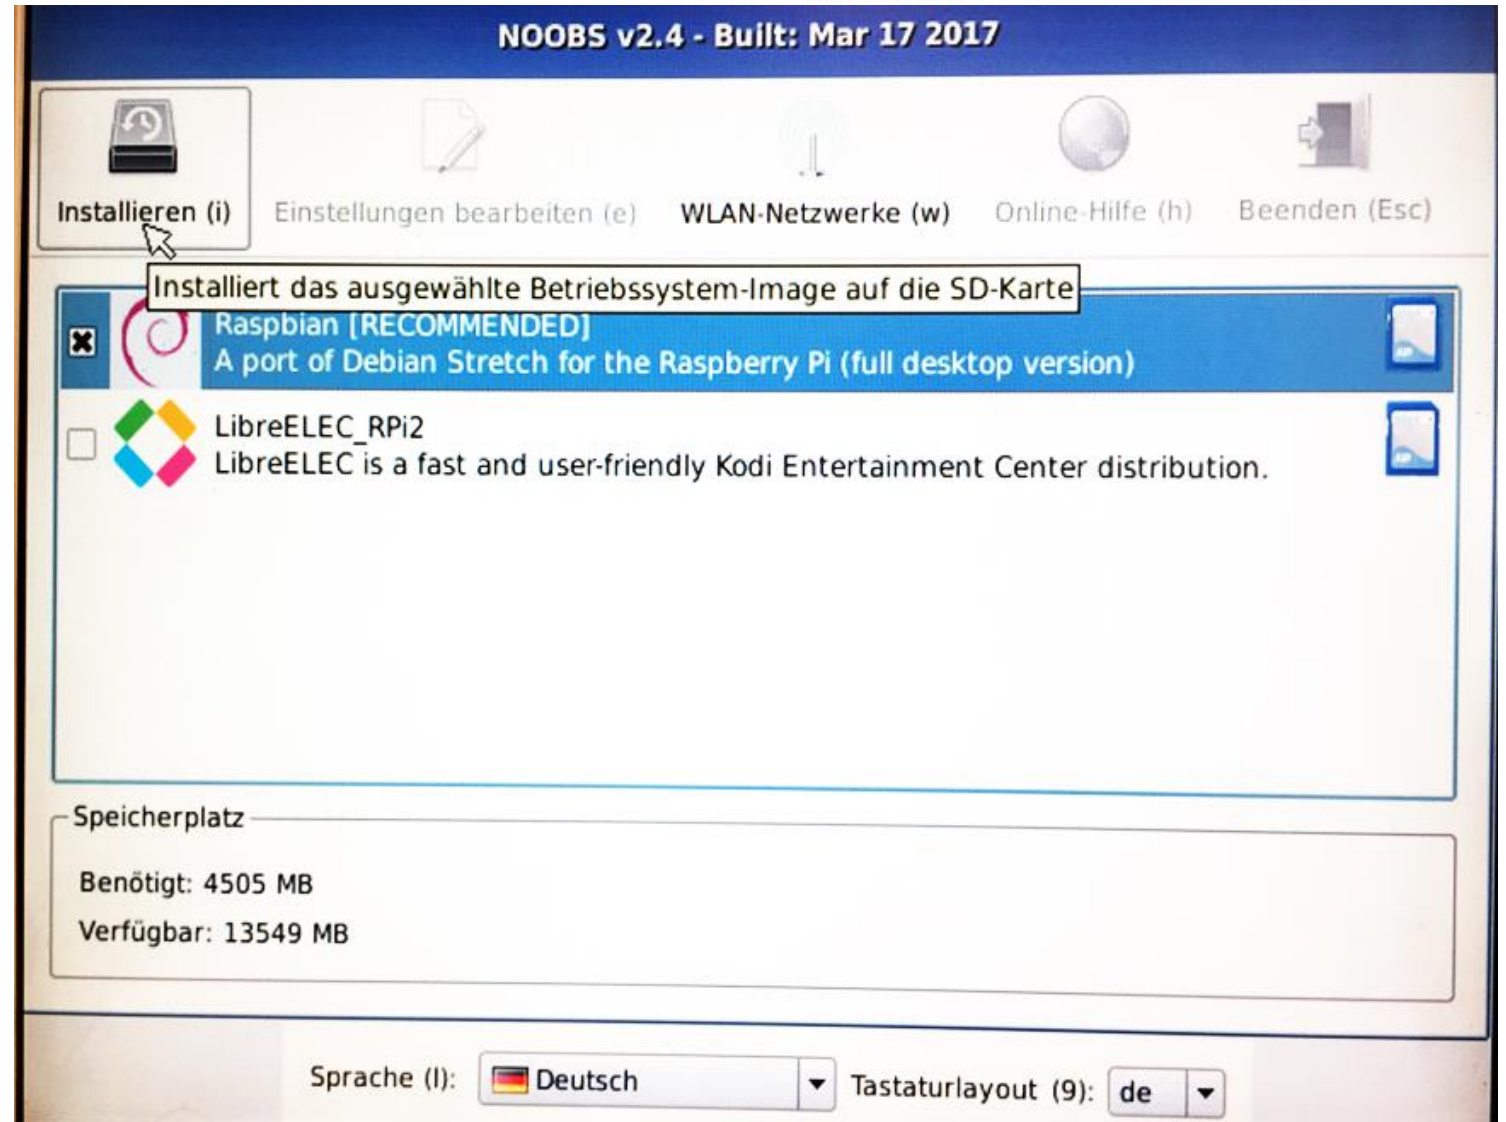 NOOBS v2.4 - Built: Mar 17 2017
Installieren (i)
Einstellungen bearbeiten (e)
WLAN-Netzwerke (w)
Online-Hilfe (h)
Beenden (Esc)
Installiert das ausgewählte Betriebssystem-Image auf die SD-Karte
Raspbian [RECOMMENDED]
A port of Debian Stretch for the Raspberry Pi (full desktop version)
LibreELEC_RPi2
LibreELEC is a fast and user-friendly Kodi Entertainment Center distribution.
Speicherplatz
Benötigt: 4505 MB
Verfügbar: 13549 MB
Sprache (l): Deutsch
Tastaturlayout (9): de